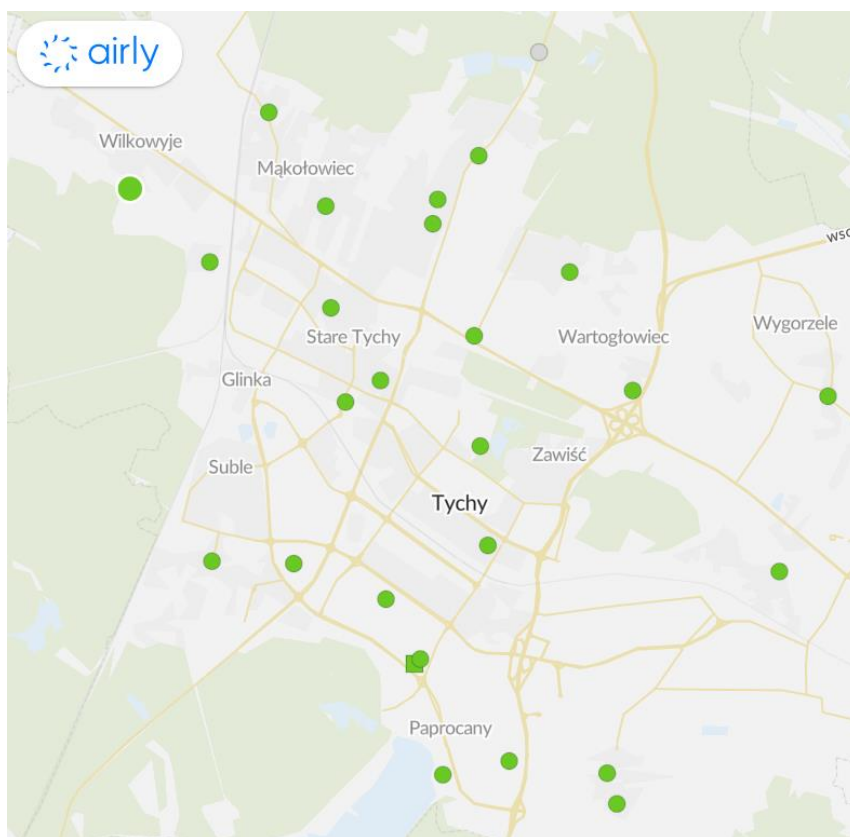 airly
Wilkowyje
Mąkołowiec
Stare Tychy
Wartogłowiec
Wygorzele
Glinka
Suble
Zawiść
Tychy
Paprocany